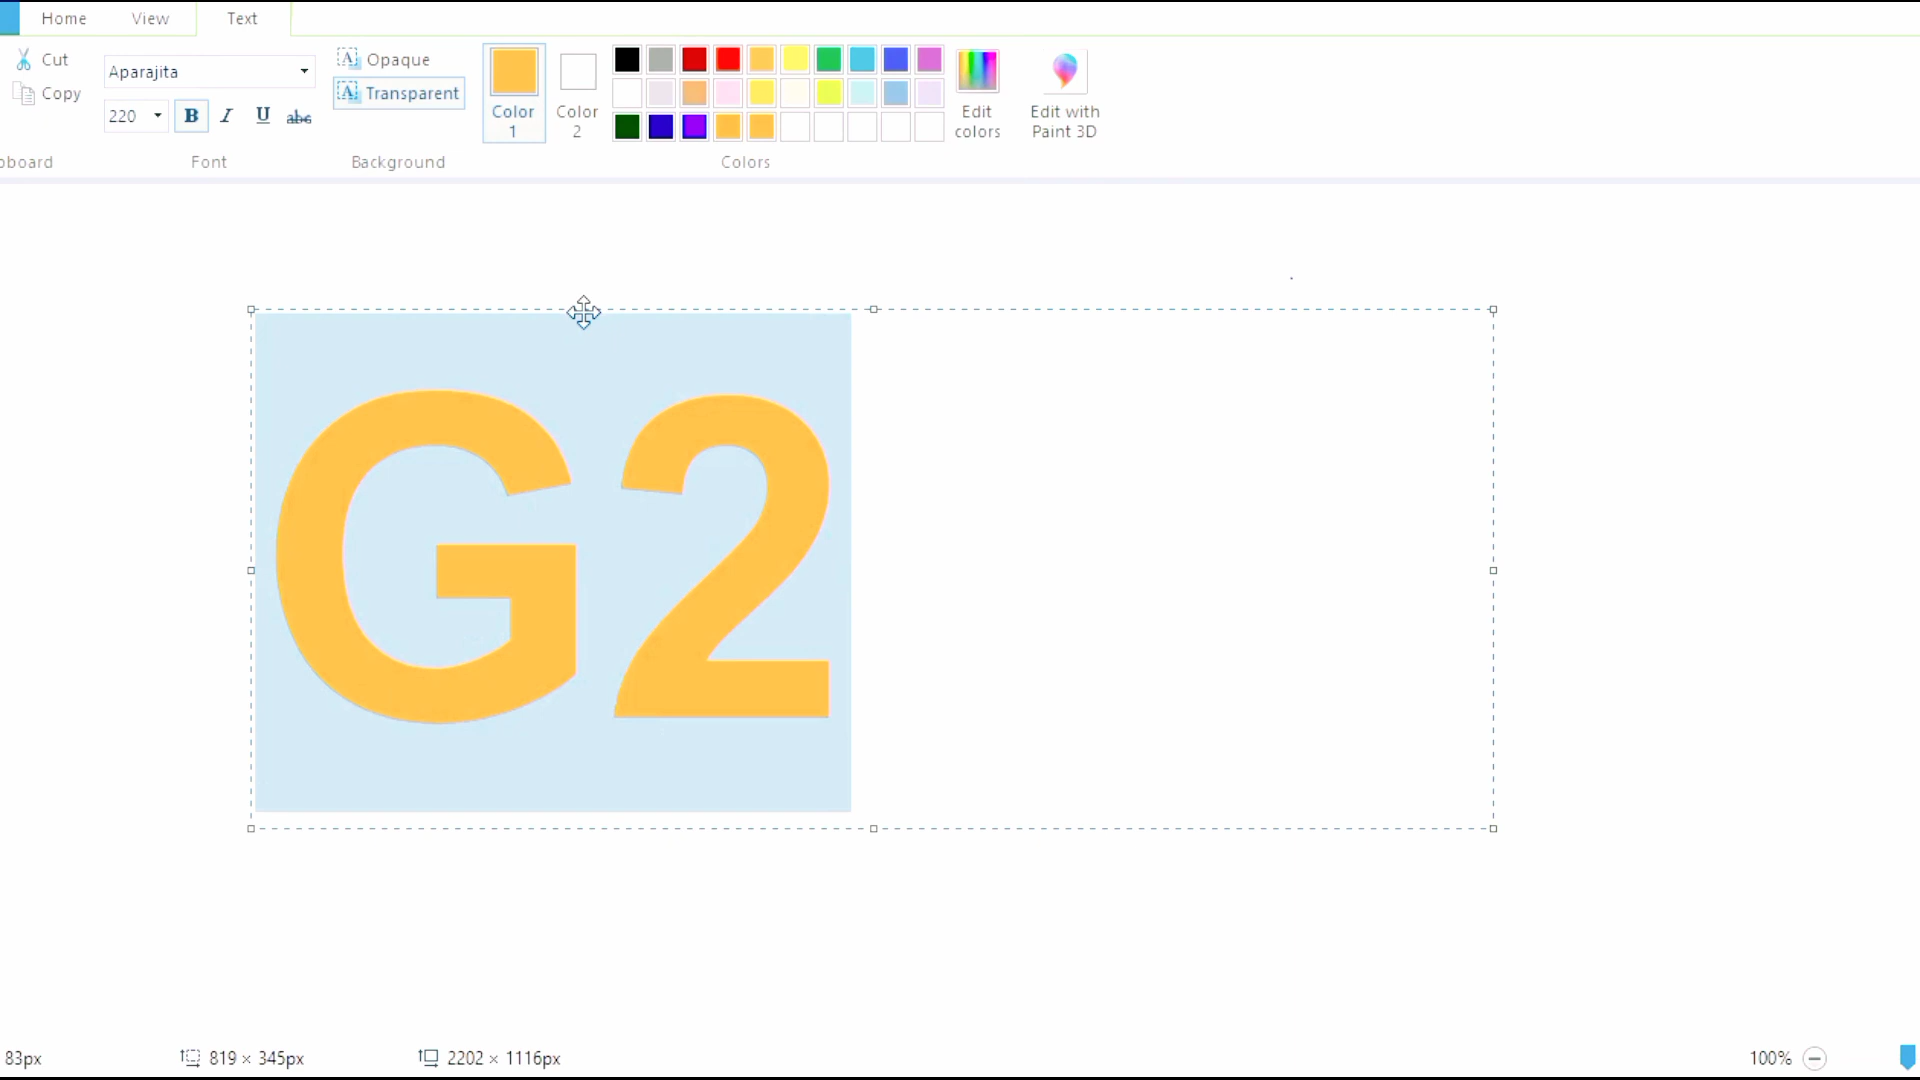 Home View Text
Cut Aparajita Opaque
Copy Transparent
220 B I U abc
Color 1 Color 2 Edit colors Edit with Paint 3D
board Font Background Colors
G2
83px 819 × 345px 2202 × 1116px 100%